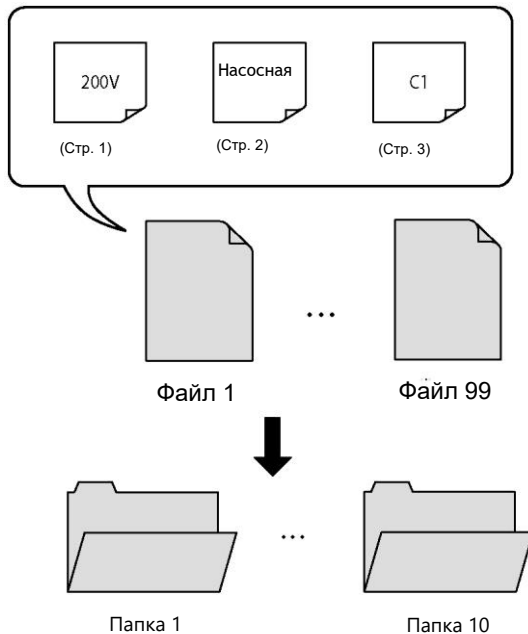 200V
Насосная
C1
(Стр. 1)
(Стр. 2)
(Стр. 3)
...
Файл 1
Файл 99
...
Папка 1
Папка 10